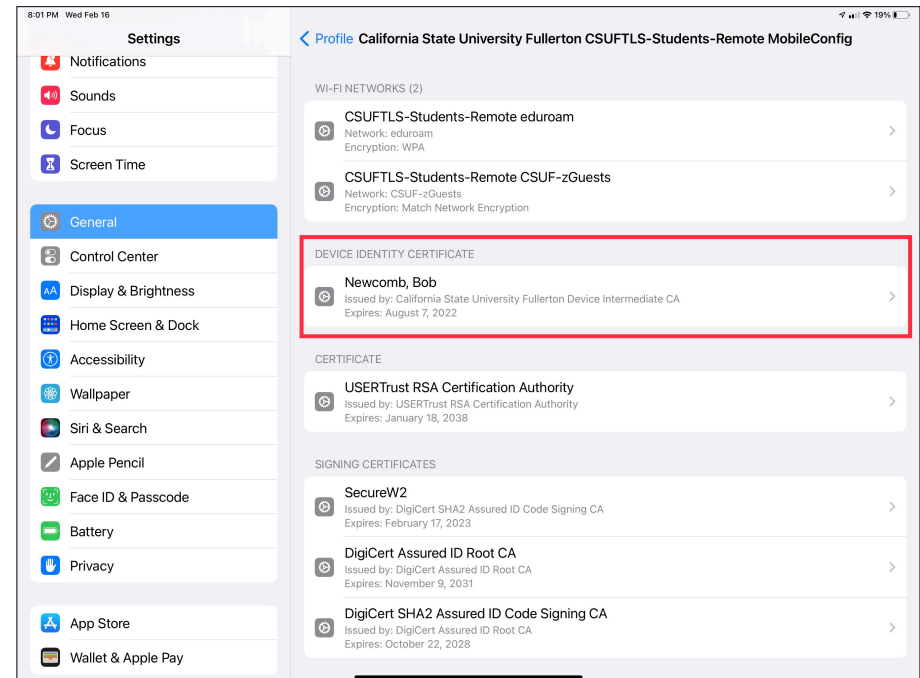 8:01 PM Wed Feb 16
19%
Settings
Notifications
Sounds
Focus
Screen Time
General
Control Center
AA Display & Brightness
Home Screen & Dock
Accessibility
Wallpaper
Siri & Search
Apple Pencil
Face ID & Passcode
Battery
Privacy
App Store
Wallet & Apple Pay
Profile California State University Fullerton CSUFTLS-Students-Remote MobileConfig
WI-FI NETWORKS (2)
CSUFTLS-Students-Remote eduroam
Network: eduroam
Encryption: WPA
CSUFTLS-Students-Remote CSUF-zGuests
Network: CSUF-zGuests
Encryption: Match Network Encryption
DEVICE IDENTITY CERTIFICATE
Newcomb, Bob
Issued by: California State University Fullerton Device Intermediate CA
Expires: August 7, 2022
CERTIFICATE
USERTrust RSA Certification Authority
Issued by: USERTrust RSA Certification Authority
Expires: January 18, 2038
SIGNING CERTIFICATES
SecureW2
Issued by: DigiCert SHA2 Assured ID Code Signing CA
Expires: February 17, 2023
DigiCert Assured ID Root CA
Issued by: DigiCert Assured ID Root CA
Expires: November 9, 2031
DigiCert SHA2 Assured ID Code Signing CA
Issued by: DigiCert Assured ID Root CA
Expires: October 22, 2028